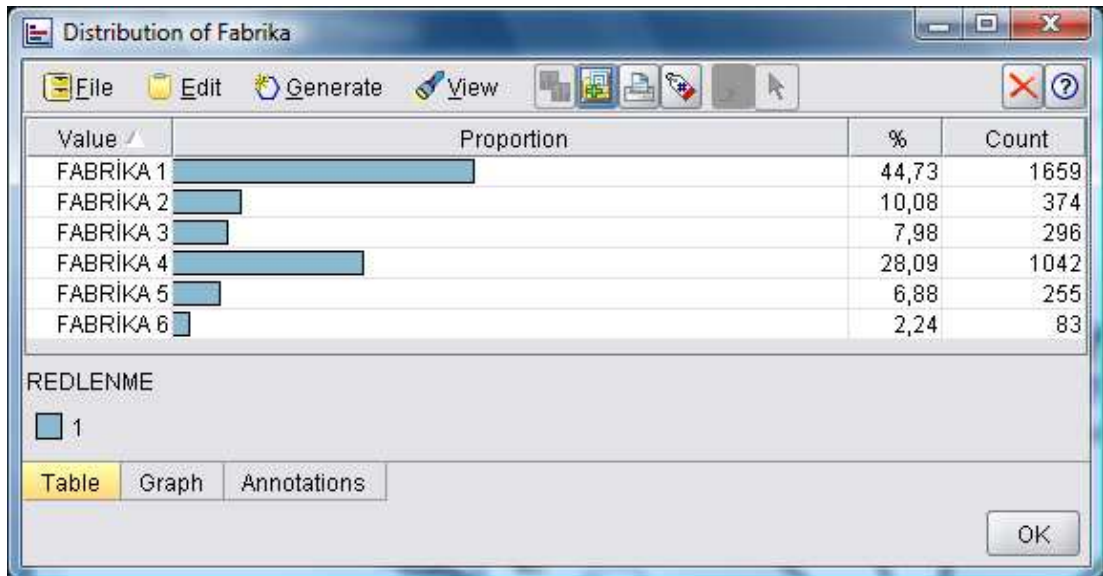 Distribution of Fabrika
File Edit Generate View
Value Proportion % Count
FABRİKA 1 44,73 1659
FABRİKA 2 10,08 374
FABRİKA 3 7,98 296
FABRİKA 4 28,09 1042
FABRİKA 5 6,88 255
FABRİKA 6 2,24 83
REDLENME
1
Table Graph Annotations
OK